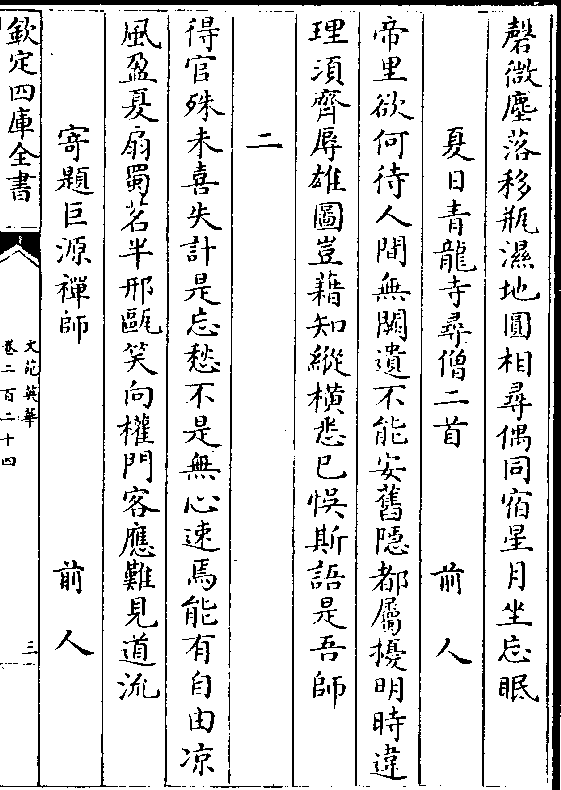 磬微塵落移瓶濕地圓相尋偶同宿星月坐忘眠
夏日青龍寺尋僧二首 前人
帝里欲何待人間無闕遺不能安舊隱都屬擾明時違
理須齊辱雄圖豈藉知縱橫悉已悞斯語是吾師
二
得官殊未喜失計是忘愁不是無心速焉能有自由凉
風盈夏扇蜀茗半邢甌笑向權門客應難見道流
寄題巨源禪師 前人
欽定四庫全書
文苑英華
卷二百二十四
三